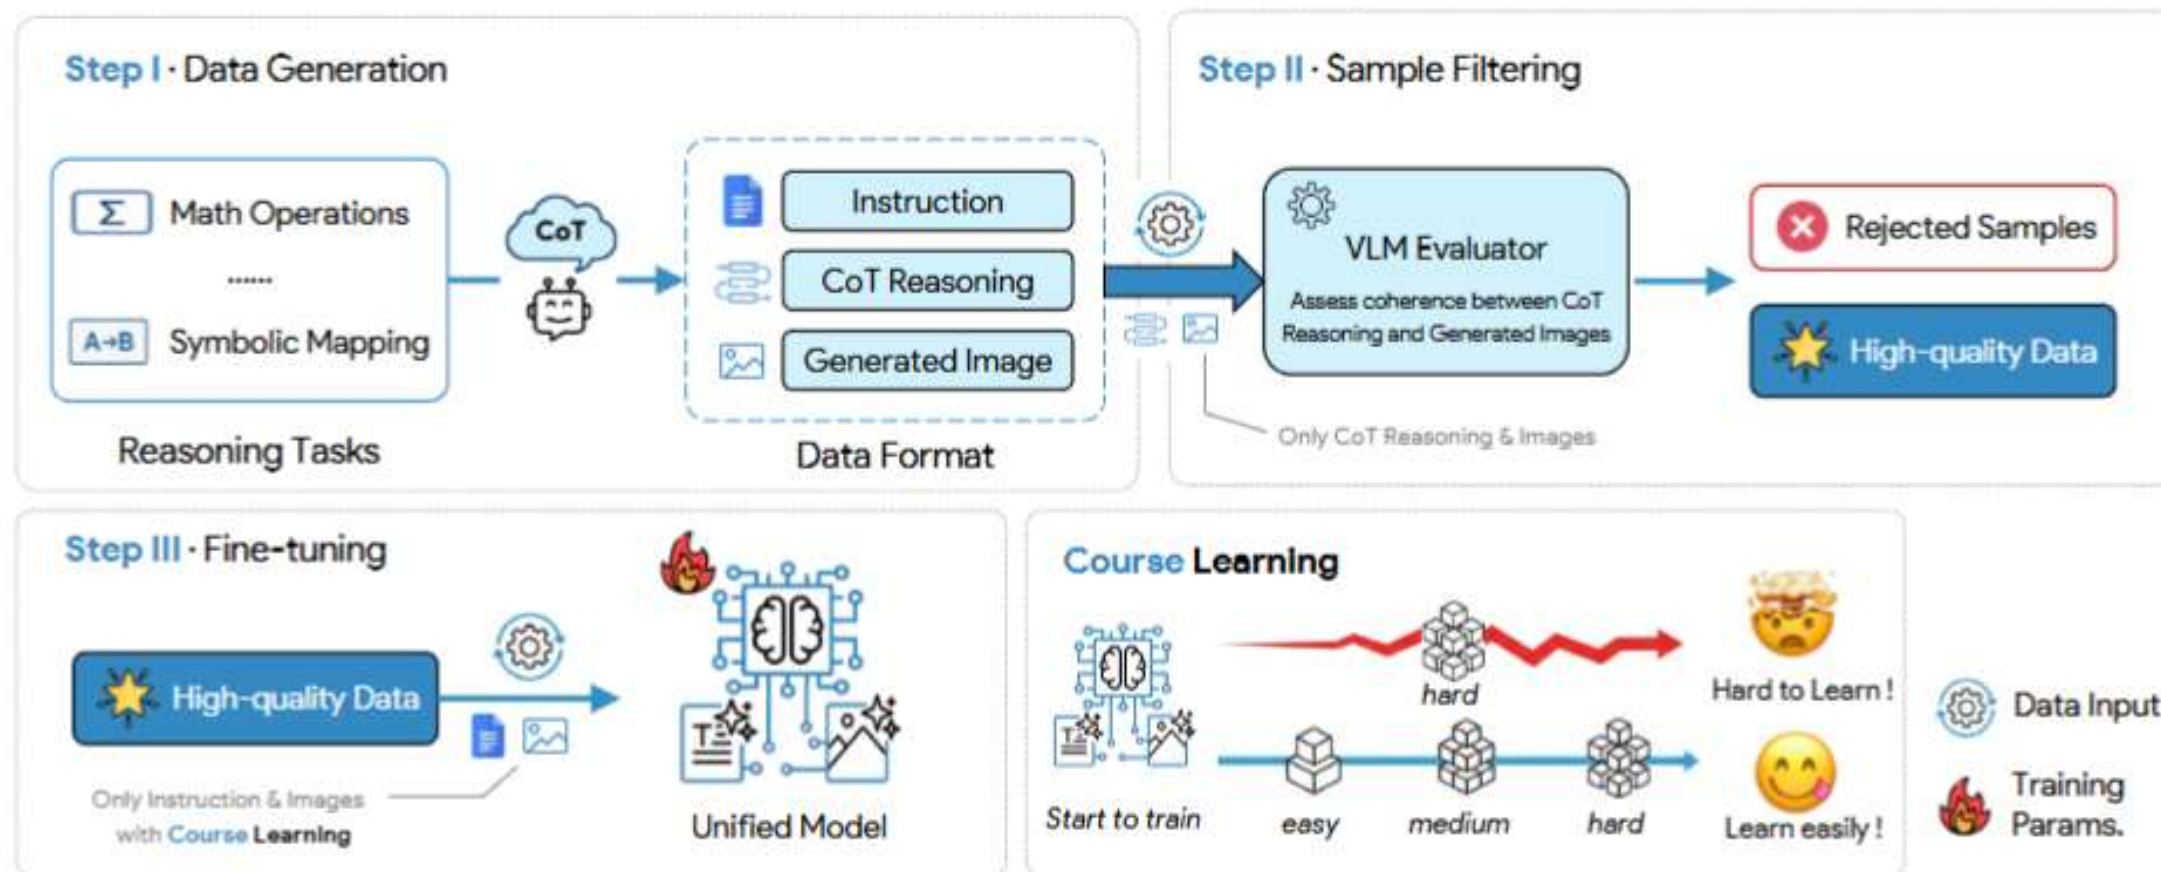 Step I · Data Generation
Σ Math Operations
......
A→B Symbolic Mapping
Reasoning Tasks
CoT
Instruction
CoT Reasoning
Generated Image
Data Format
Step II · Sample Filtering
VLM Evaluator
Assess coherence between CoT
Reasoning and Generated Images
Only CoT Reasoning & Images
Rejected Samples
High-quality Data
Step III · Fine-tuning
High-quality Data
Only Instruction & Images
with Course Learning
T
Unified Model
Course Learning
T
Start to train
hard
Hard to Learn !
easy
medium
hard
Learn easily !
Data Input
Training
Params.